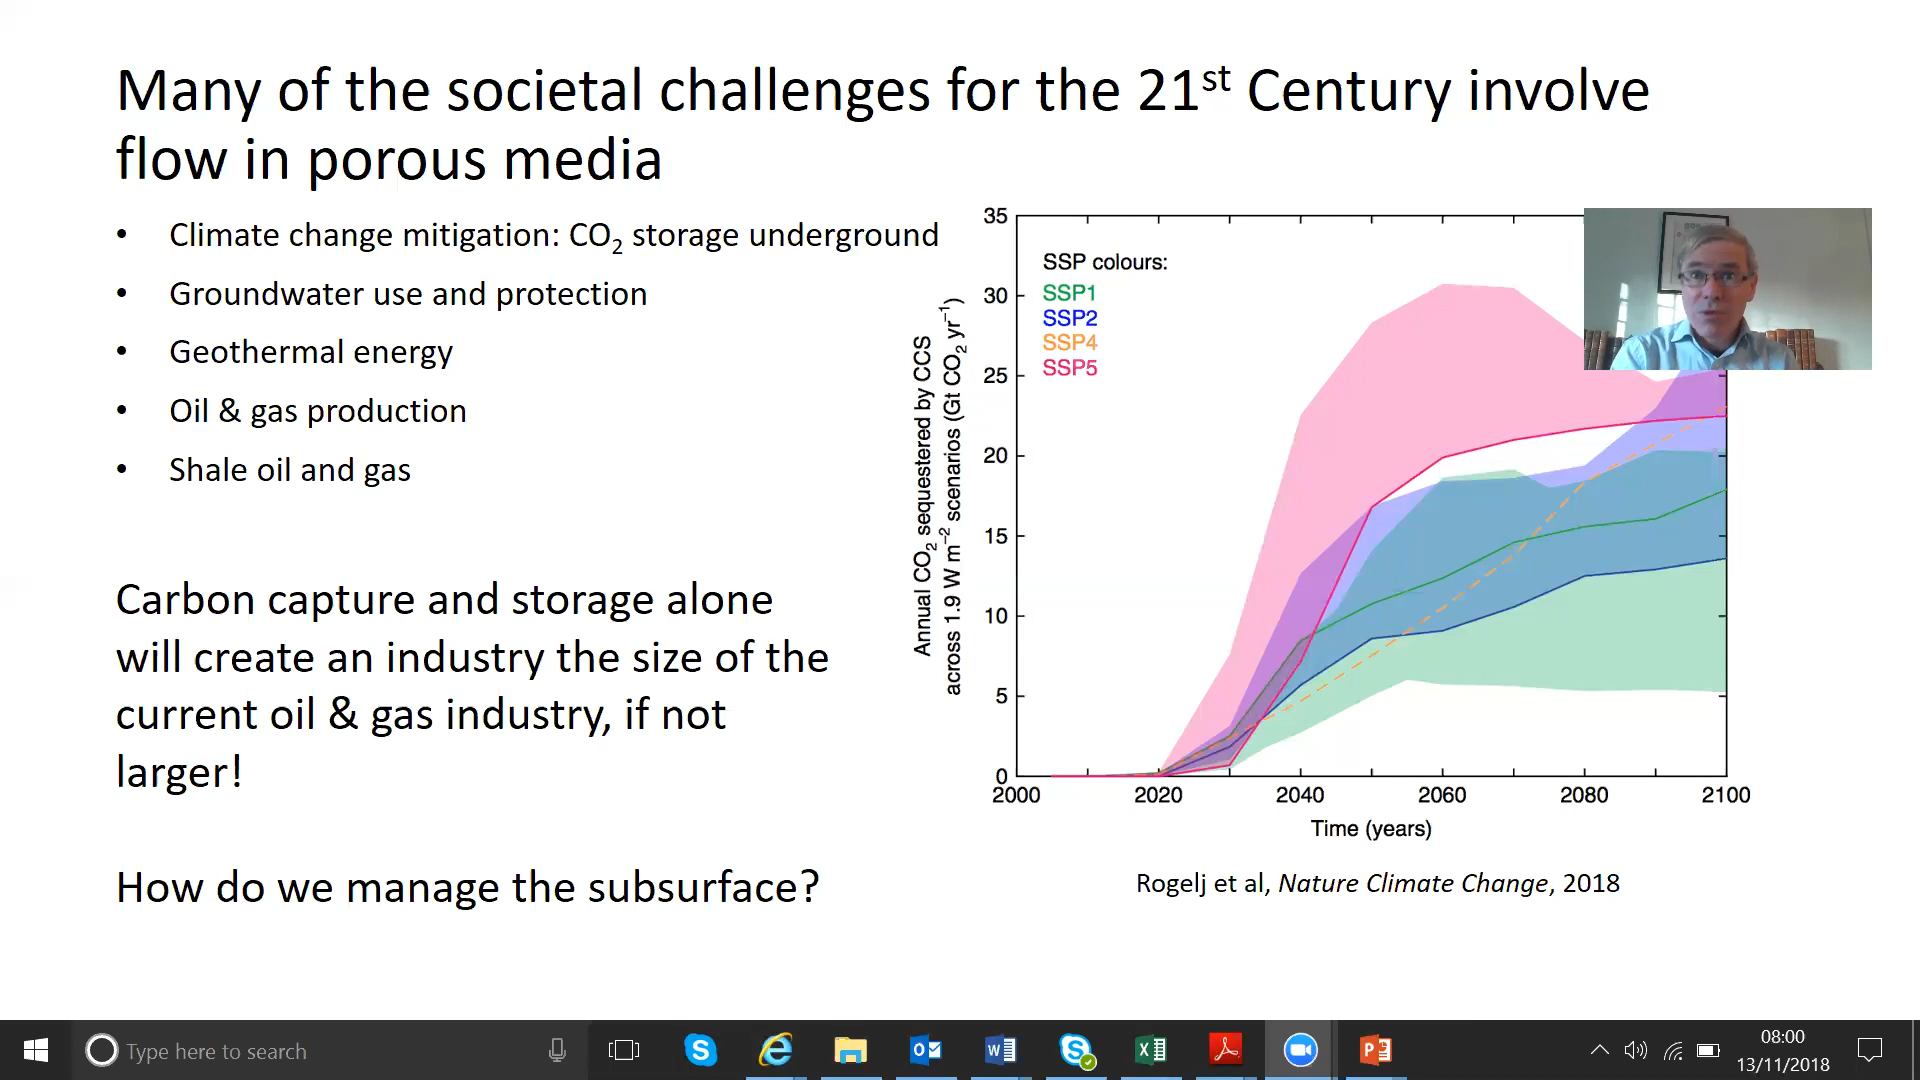 Many of the societal challenges for the 21st Century involve
flow in porous media
• Climate change mitigation: CO2 storage underground
• Groundwater use and protection
• Geothermal energy
• Oil & gas production
• Shale oil and gas
Carbon capture and storage alone
will create an industry the size of the
current oil & gas industry, if not
larger!
How do we manage the subsurface?
Annual CO2 sequestered by CCS
across 1.9 W m−2 scenarios (Gt CO2 yr−1)
35
30
25
20
15
10
5
0
SSP colours:
SSP1
SSP2
SSP4
SSP5
2000 2020 2040 2060 2080 2100
Time (years)
Rogelj et al, Nature Climate Change, 2018
Type here to search
08:00
13/11/2018